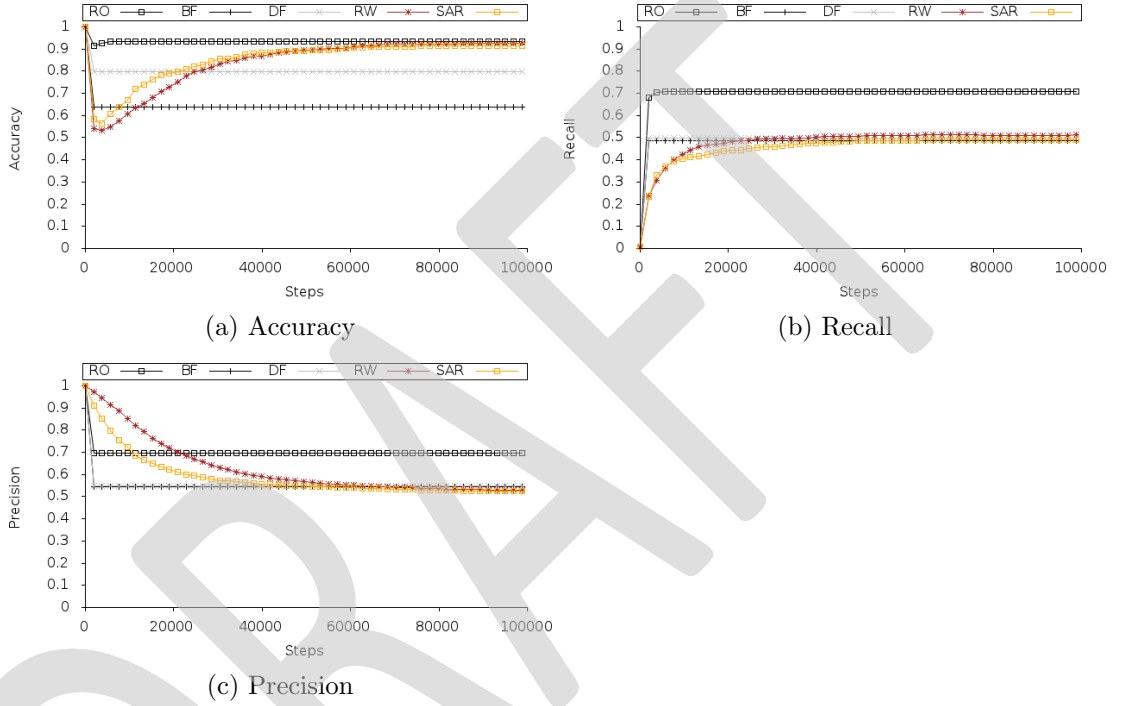 RO BF DF RW SAR
1
0.9
0.8
0.7
0.6
0.5
0.4
0.3
0.2
0.1
0
Accuracy
0 20000 40000 60000 80000 100000
Steps
(a) Accuracy
RO BF DF RW SAR
1
0.9
0.8
0.7
0.6
0.5
0.4
0.3
0.2
0.1
0
Recall
0 20000 40000 60000 80000 100000
Steps
(b) Recall
RO BF DF RW SAR
1
0.9
0.8
0.7
0.6
0.5
0.4
0.3
0.2
0.1
0
Precision
0 20000 40000 60000 80000 100000
Steps
(c) Precision
DRAFT